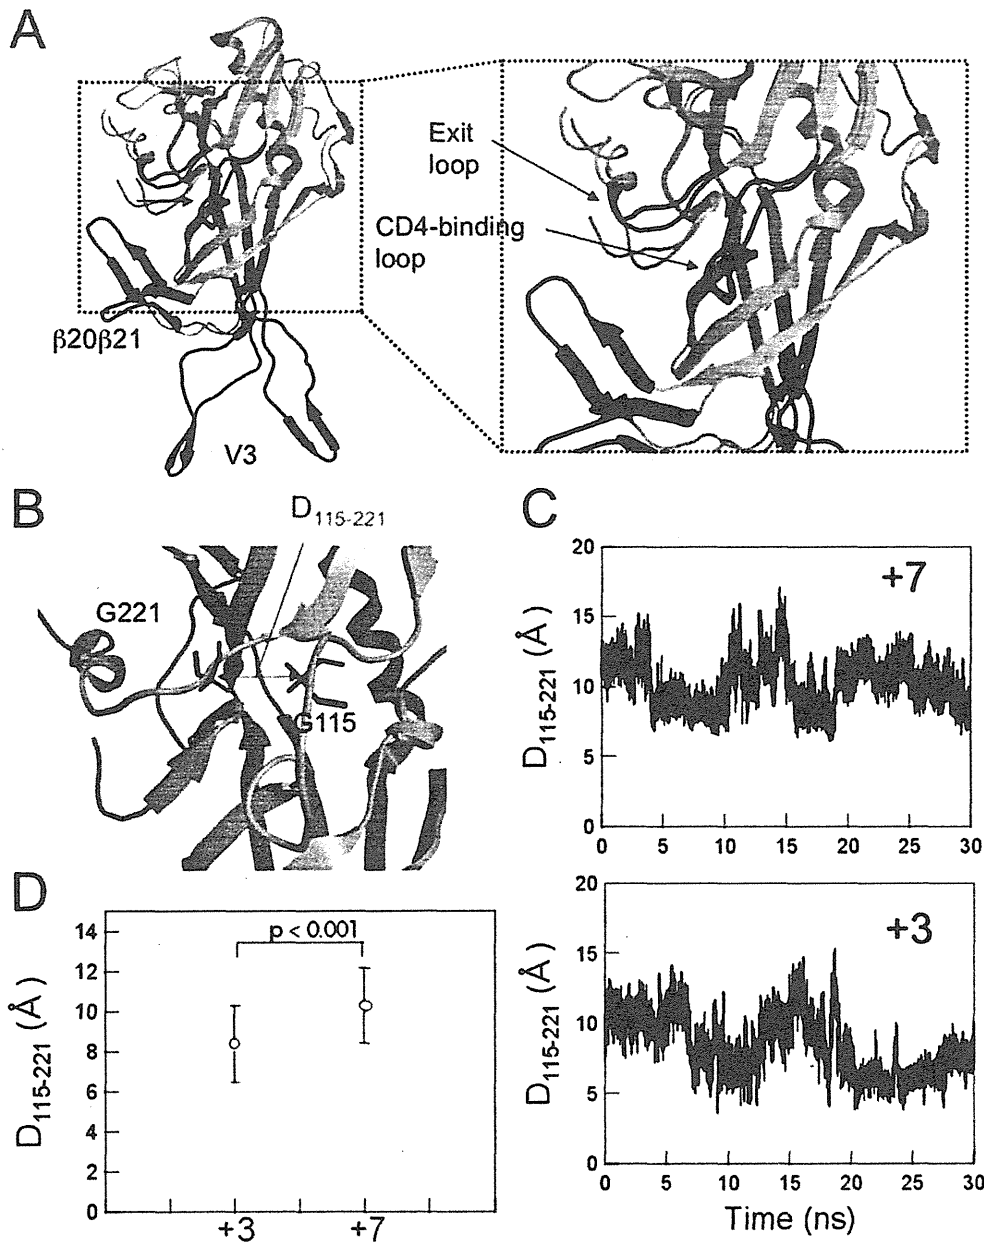 A
Exit
loop
CD4-binding
loop
β20β21
V3
B
D115-221
G221
G115
C
+7
D115-221 (Å)
20
15
10
5
0
0 5 10 15 20 25 30
+3
D115-221 (Å)
20
15
10
5
0
0 5 10 15 20 25 30
Time (ns)
D
p < 0.001
D115-221 (Å)
14
12
10
8
6
4
2
0
+3 +7